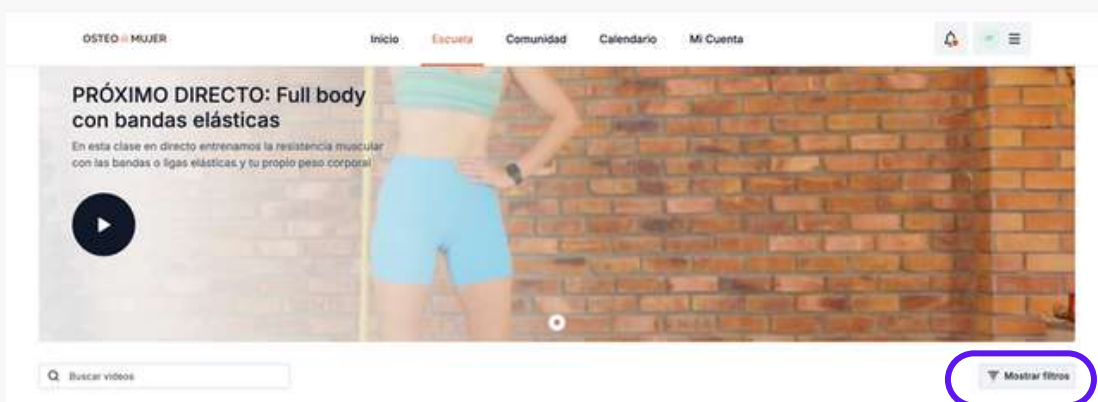 OSTEO MUJER
Inicio Escuela Comunidad Calendario Mi Cuenta
PRÓXIMO DIRECTO: Full body
con bandas elásticas
En esta clase en directo entrenamos la resistencia muscular
con las bandas o ligas elásticas y tu propio peso corporal
Buscar videos
Mostrar filtros